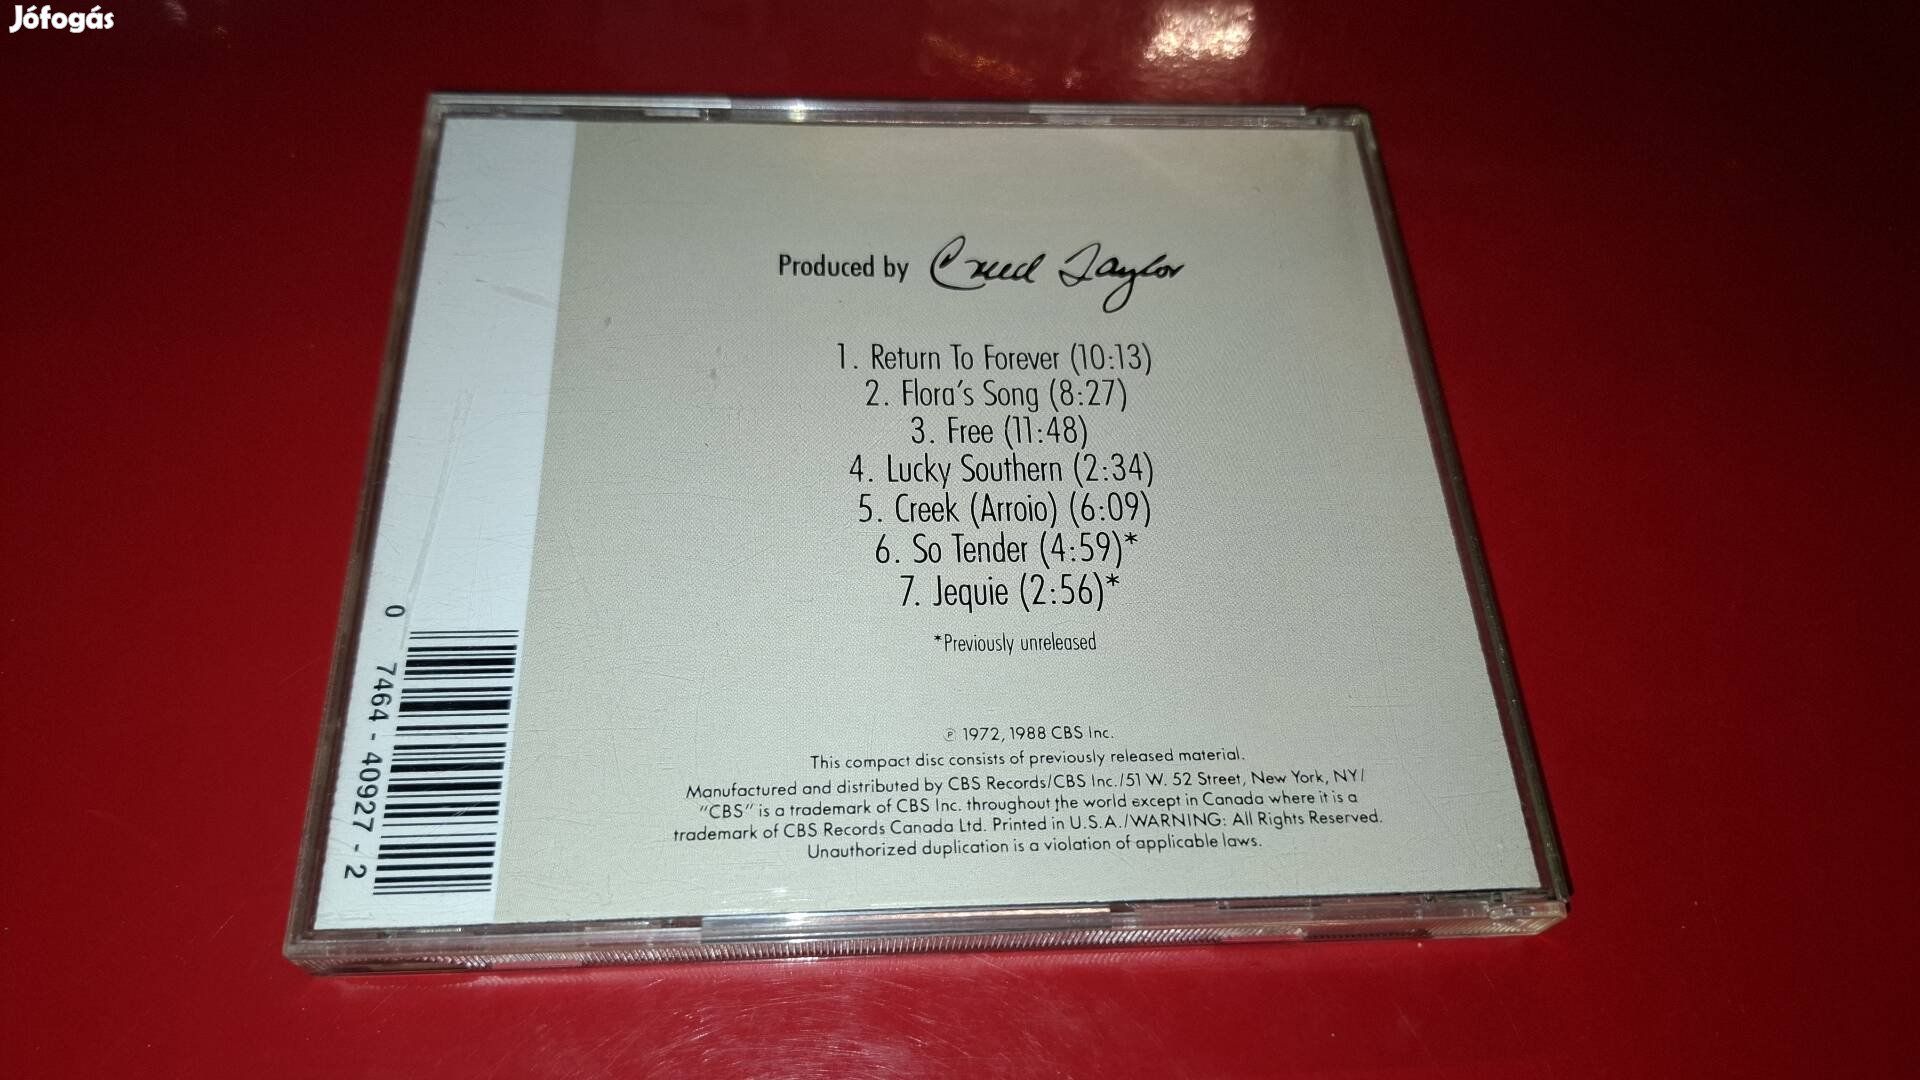 Jófogás
Produced by Creed Taylor
1. Return To Forever (10:13)
2. Flora's Song (8:27)
3. Free (11:48)
4. Lucky Southern (2:34)
5. Creek (Arroio) (6:09)
6. So Tender (4:59)*
7. Jequie (2:56)*
*Previously unreleased
℗ 1972, 1988 CBS Inc.
This compact disc consists of previously released material.
Manufactured and distributed by CBS Records/CBS Inc./51 W. 52 Street, New York, NY/
"CBS" is a trademark of CBS Inc. throughout the world except in Canada where it is a
trademark of CBS Records Canada Ltd. Printed in U.S.A./WARNING: All Rights Reserved.
Unauthorized duplication is a violation of applicable laws.
0 7464-40927-2